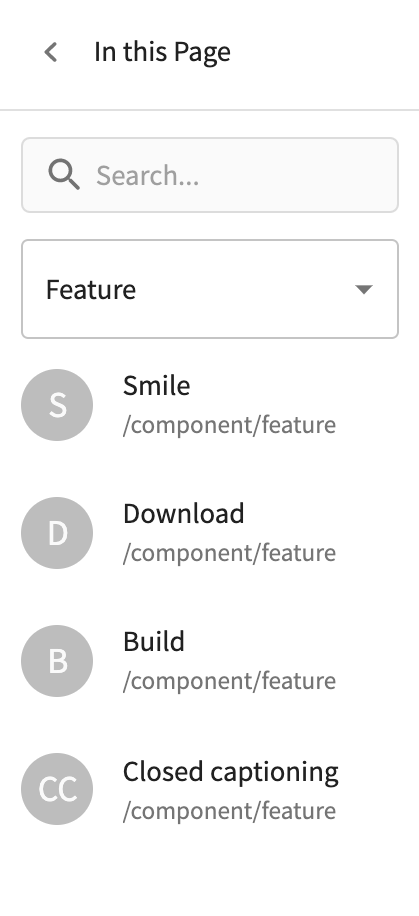 In this Page
Search...
Feature
S
Smile
/component/feature
D
Download
/component/feature
B
Build
/component/feature
CC
Closed captioning
/component/feature